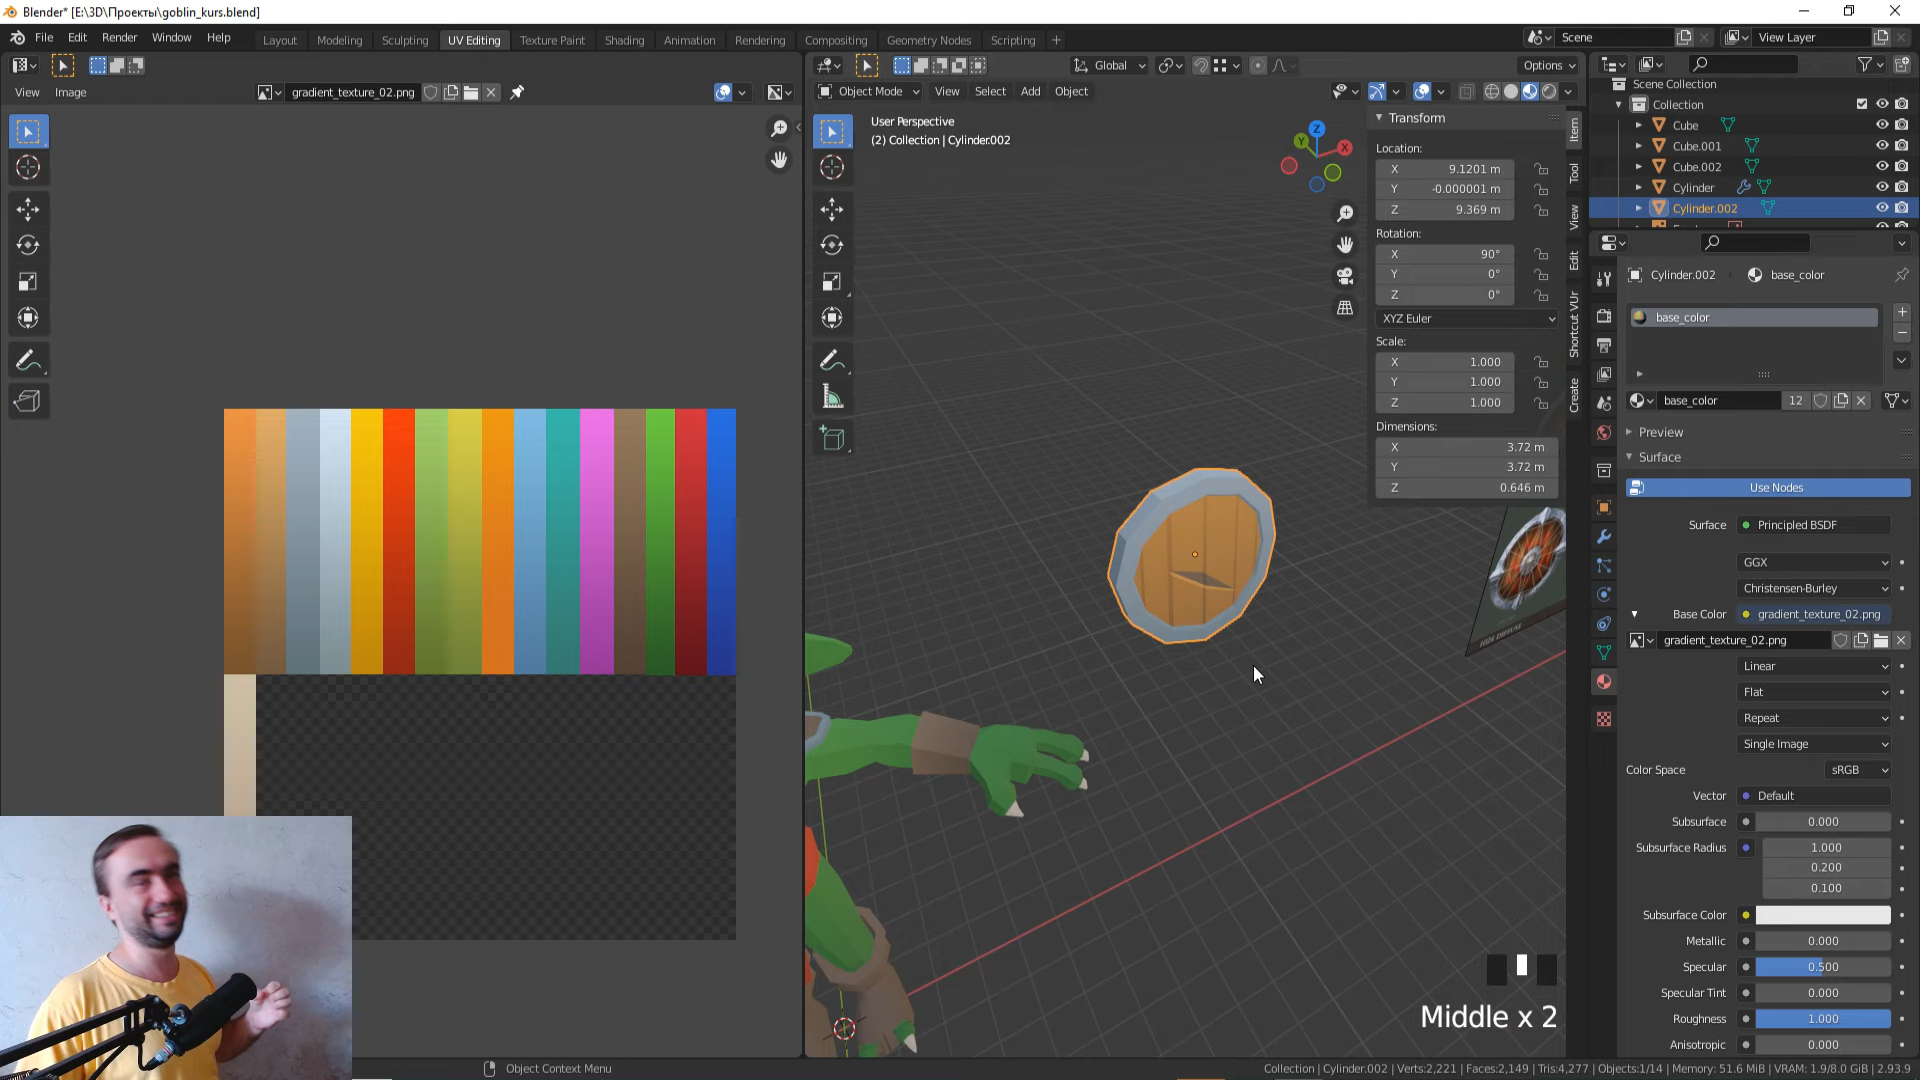 Blender* [E:\3D\Проекты\goblin_kurs.blend]
File Edit Render Window Help
Layout Modeling Sculpting UV Editing Texture Paint Shading Animation Rendering Compositing Geometry Nodes Scripting +
Scene
View Layer
Global
Options
View Image
gradient_texture_02.png
Object Mode View Select Add Object
User Perspective
(2) Collection | Cylinder.002
Z
Y
X
Transform
Location:
X 9.1201 m
Y -0.000001 m
Z 9.369 m
Rotation:
X 90°
Y 0°
Z 0°
XYZ Euler
Scale:
X 1.000
Y 1.000
Z 1.000
Dimensions:
X 3.72 m
Y 3.72 m
Z 0.646 m
Item
Tool
View
Edit
Shortcut VUr
Create
Scene Collection
Collection
Cube
Cube.001
Cube.002
Cylinder
Cylinder.002
Cylinder.002 base_color
base_color
base_color 12
Preview
Surface
Use Nodes
Surface Principled BSDF
GGX
Christensen-Burley
Base Color gradient_texture_02.png
gradient_texture_02.png
Linear
Flat
Repeat
Single Image
Color Space sRGB
Vector Default
Subsurface 0.000
Subsurface Radius 1.000
0.200
0.100
Subsurface Color
Metallic 0.000
Specular 0.500
Specular Tint 0.000
Roughness 1.000
Anisotropic 0.000
Middle x 2
Object Context Menu
Collection | Cylinder.002 | Verts:2,221 | Faces:2,149 | Tris:4,277 | Objects:1/14 | Memory: 51.6 MiB | VRAM: 1.9/8.0 GiB | 2.93.9